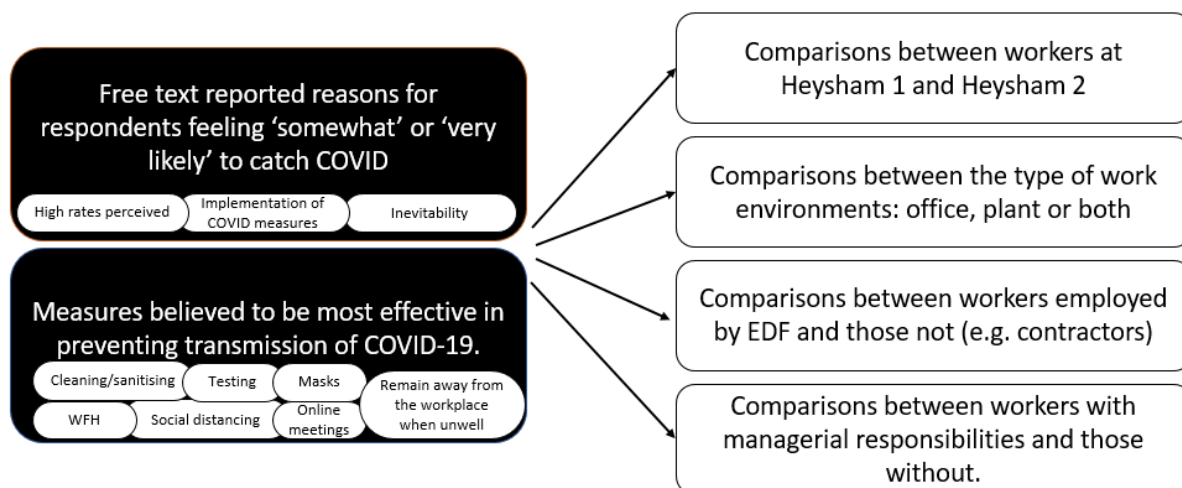 Free text reported reasons for
respondents feeling ‘somewhat’ or ‘very
likely’ to catch COVID
High rates perceived
Implementation of
COVID measures
Inevitability
Measures believed to be most effective in
preventing transmission of COVID-19.
Cleaning/sanitising
Testing
Masks
Remain away from
the workplace
when unwell
WFH
Social distancing
Online
meetings
Comparisons between workers at
Heysham 1 and Heysham 2
Comparisons between the type of work
environments: office, plant or both
Comparisons between workers employed
by EDF and those not (e.g. contractors)
Comparisons between workers with
managerial responsibilities and those
without.